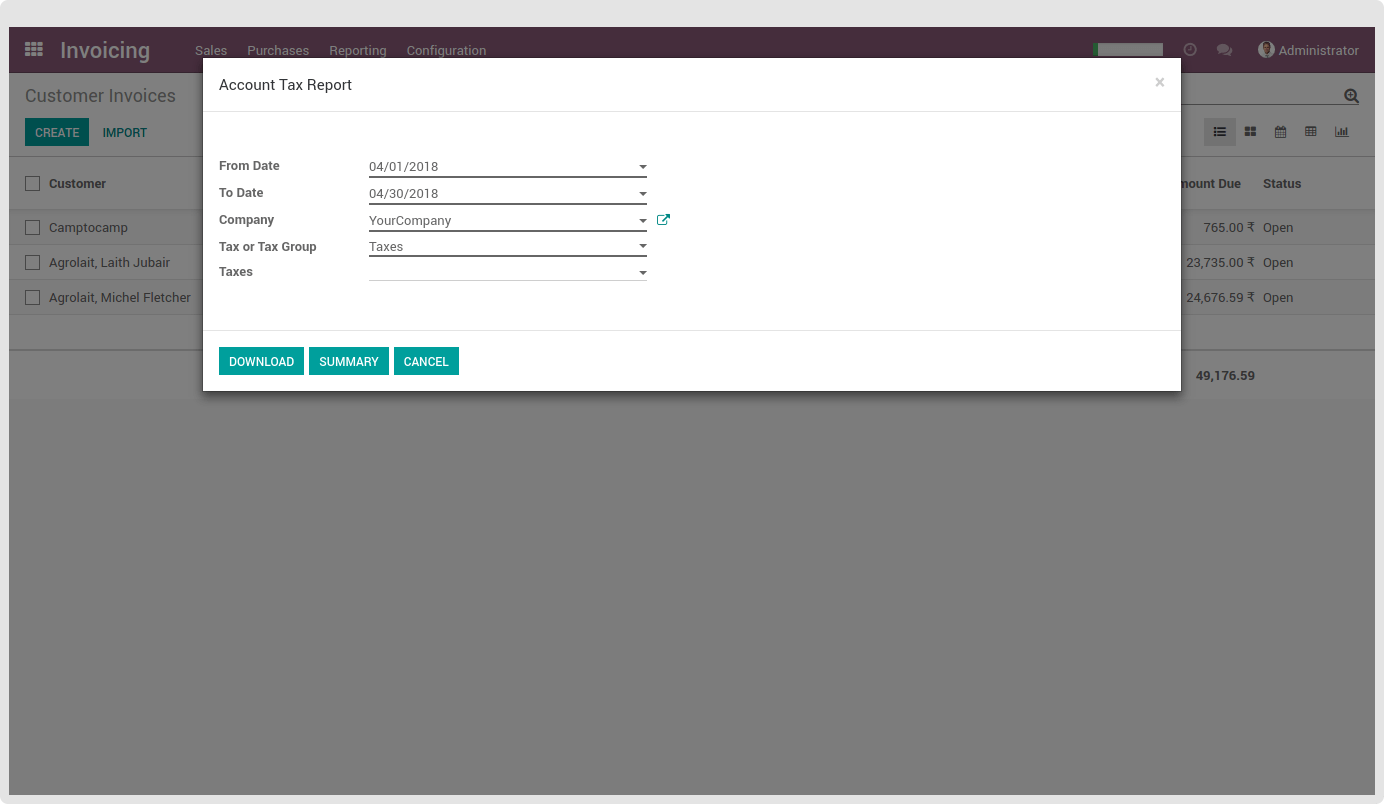 Invoicing Sales Purchases Reporting Configuration Administrator
Account Tax Report ×
Customer Invoices
CREATE IMPORT
From Date 04/01/2018
To Date 04/30/2018
Customer mount Due Status
Company YourCompany
Camptocamp 765.00 ₹ Open
Tax or Tax Group Taxes
Agrolait, Laith Jubair 23,735.00 ₹ Open
Taxes
Agrolait, Michel Fletcher 24,676.59 ₹ Open
DOWNLOAD SUMMARY CANCEL
49,176.59